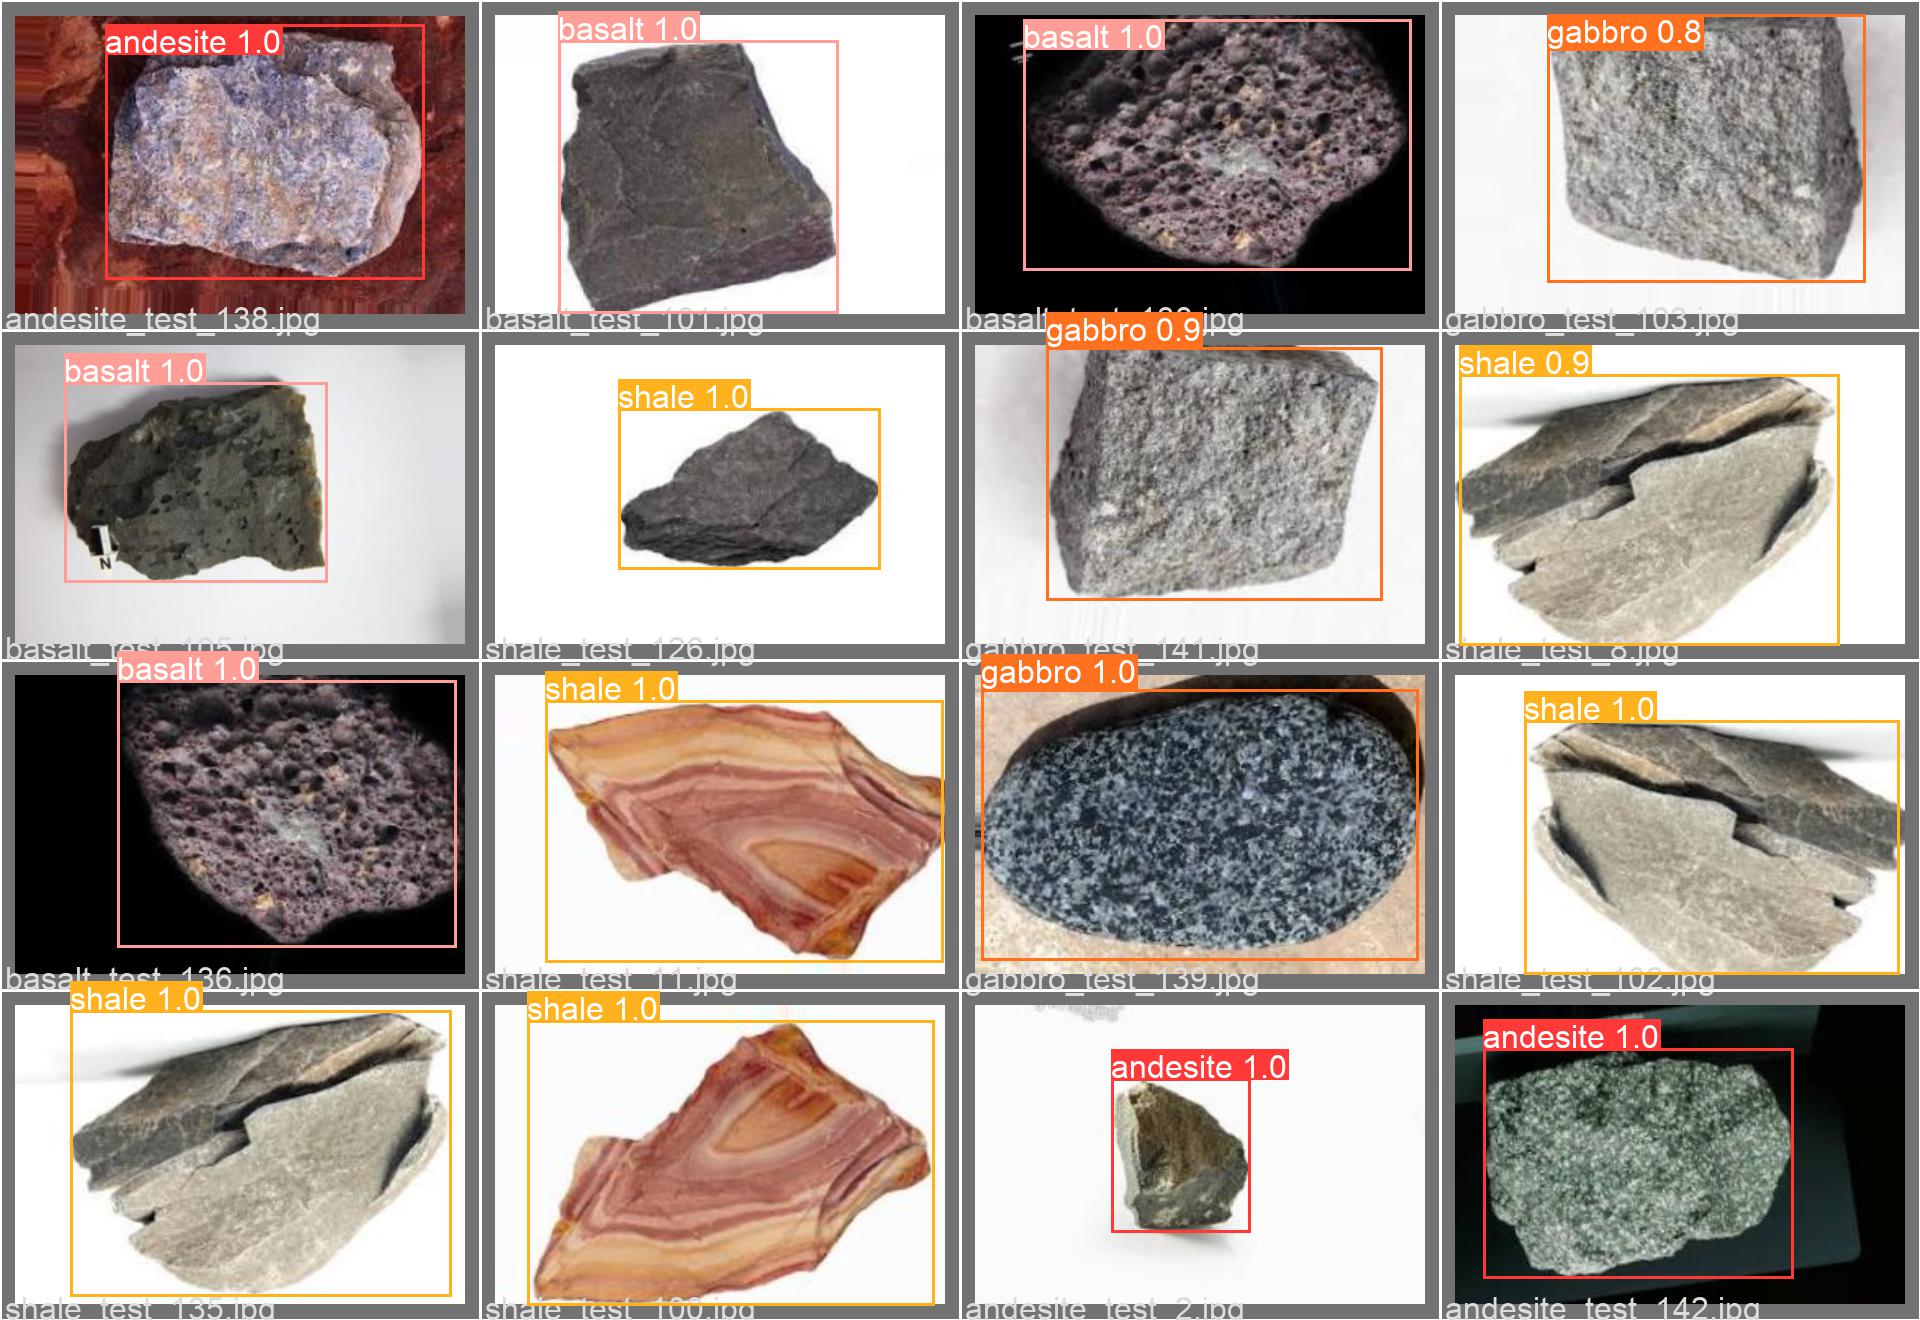 andesite 1.0
basalt 1.0
basalt 1.0
gabbro 0.8
andesite_test_138.jpg
basalt_test_101.jpg
gabbro_test_103.jpg
basalt 1.0
shale 1.0
gabbro 0.9
shale 0.9
N
basalt_test_105.jpg
shale_test_126.jpg
gabbro_test_141.jpg
shale_test_8.jpg
basalt 1.0
shale 1.0
gabbro 1.0
shale 1.0
basalt_test_136.jpg
shale_test_11.jpg
gabbro_test_139.jpg
shale_test_102.jpg
shale 1.0
shale 1.0
andesite 1.0
andesite 1.0
shale_test_135.jpg
shale_test_100.jpg
andesite_test_2.jpg
andesite_test_142.jpg